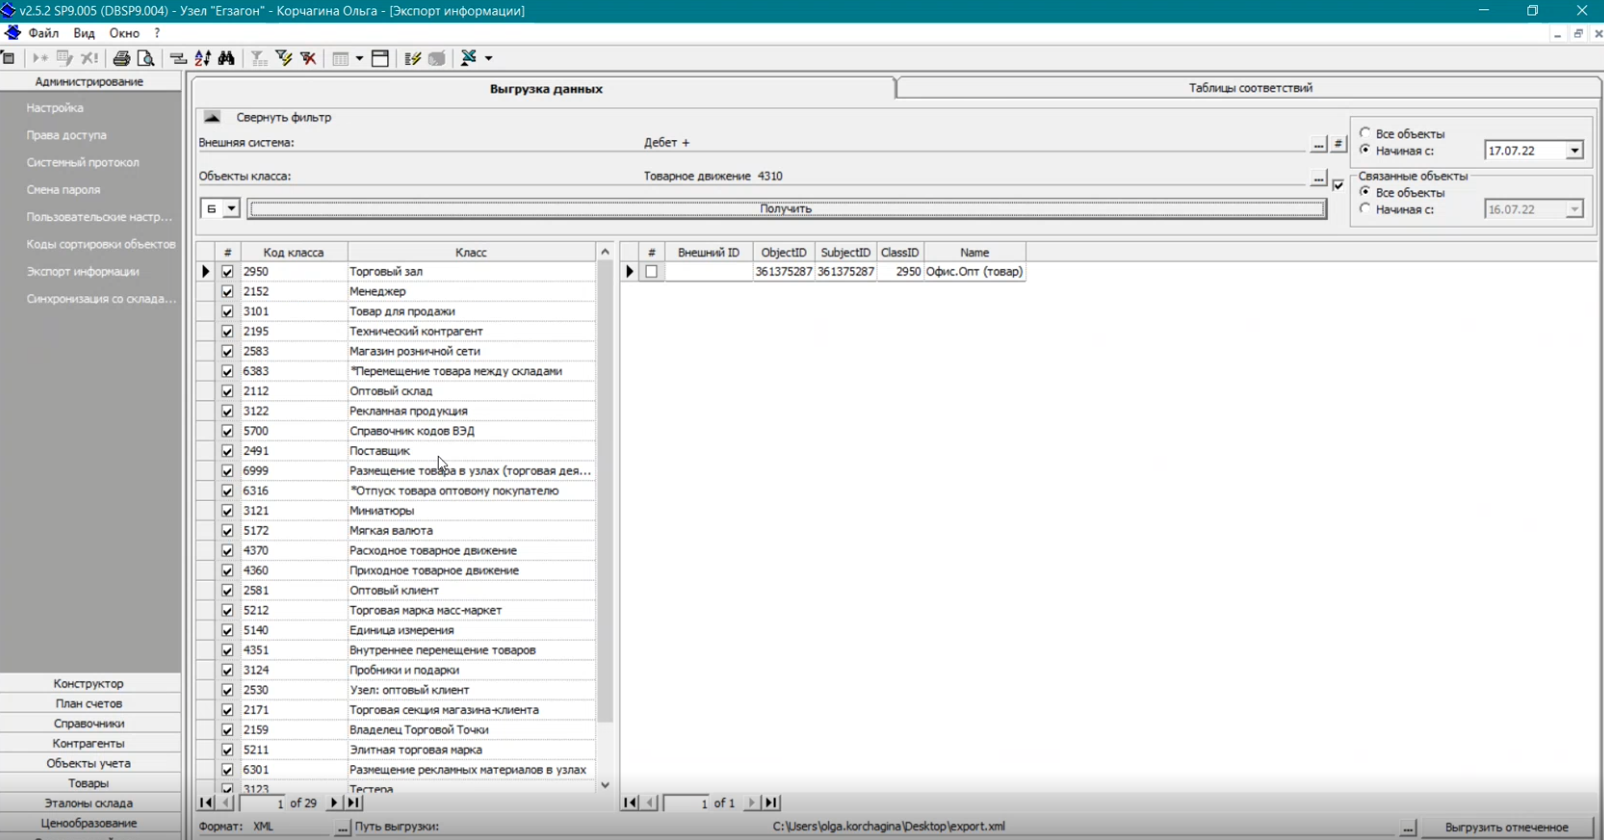 v2.5.2 SP9.005 (DBSP9.004) - Узел "Егзагон" - Корчагина Ольга - [Экспорт информации]
Файл Вид Окно ?
Администрирование
Настройка
Права доступа
Системный протокол
Смена пароля
Пользовательские настр...
Коды сортировки объектов
Экспорт информации
Синхронизация со склада...
Конструктор
План счетов
Справочники
Контрагенты
Объекты учета
Товары
Эталоны склада
Ценообразование
Выгрузка данных
Таблицы соответствий
Свернуть фильтр
Внешняя система: Дебет + ... #
Объекты класса: Товарное движение 4310 ...
Б Получить
Все объекты
Начиная с: 17.07.22
Связанные объекты
Все объекты
Начиная с: 16.07.22
# Код класса Класс
2950 Торговый зал
2152 Менеджер
3101 Товар для продажи
2195 Технический контрагент
2583 Магазин розничной сети
6383 *Перемещение товара между складами
2112 Оптовый склад
3122 Рекламная продукция
5700 Справочник кодов ВЭД
2491 Поставщик
6999 Размещение товара в узлах (торговая дея...
6316 *Отпуск товара оптовому покупателю
3121 Миниатюры
5172 Мягкая валюта
4370 Расходное товарное движение
4360 Приходное товарное движение
2581 Оптовый клиент
5212 Торговая марка масс-маркет
5140 Единица измерения
4351 Внутреннее перемещение товаров
3124 Пробники и подарки
2530 Узел: оптовый клиент
2171 Торговая секция магазина-клиента
2159 Владелец Торговой Точки
5211 Элитная торговая марка
6301 Размещение рекламных материалов в узлах
3123 Тестера
1 of 29
# Внешний ID ObjectID SubjectID ClassID Name
361375287 361375287 2950 Офис.Опт (товар)
1 of 1
Формат: XML ... Путь выгрузки: C:\Users\olga.korchagina\Desktop\export.xml ... Выгрузить отмеченное